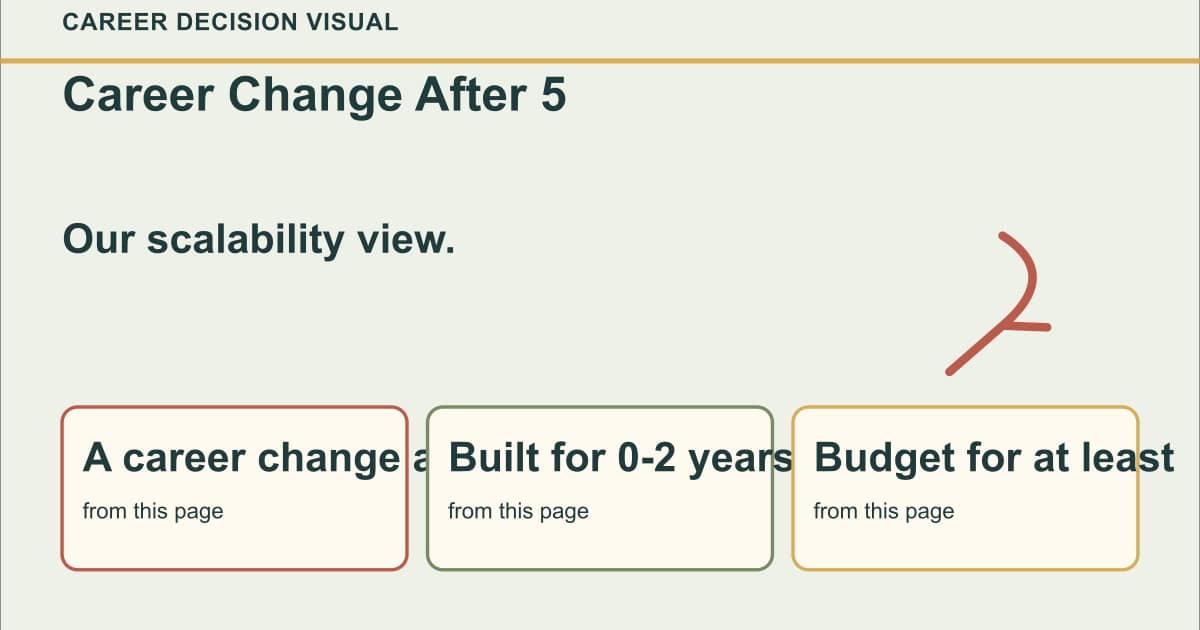 CAREER DECISION VISUAL
Career Change After 5
Our scalability view.
A career change a
from this page
Built for 0-2 years
from this page
Budget for at least
from this page